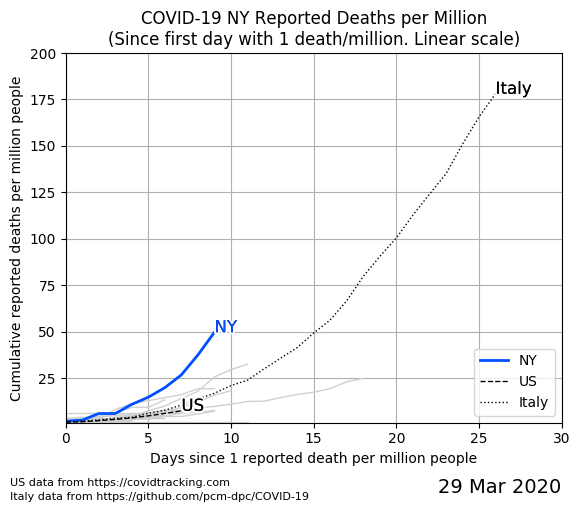 COVID-19 NY Reported Deaths per Million
(Since first day with 1 death/million. Linear scale)
Cumulative reported deaths per million people
200
175
150
125
100
75
50
25
Italy
NY
US
NY
US
Italy
0
5
10
15
20
25
30
Days since 1 reported death per million people
US data from https://covidtracking.com
Italy data from https://github.com/pcm-dpc/COVID-19
29 Mar 2020